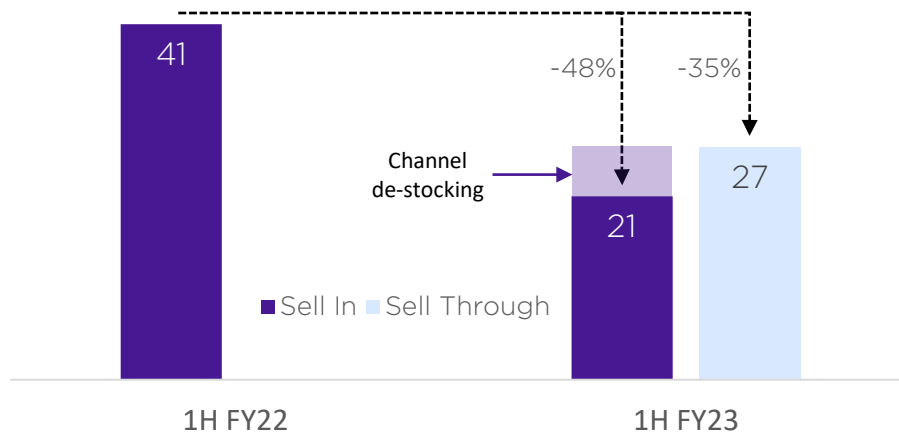 41
-48%
-35%
Channel
de-stocking
27
21
Sell In
Sell Through
1H FY22
1H FY23